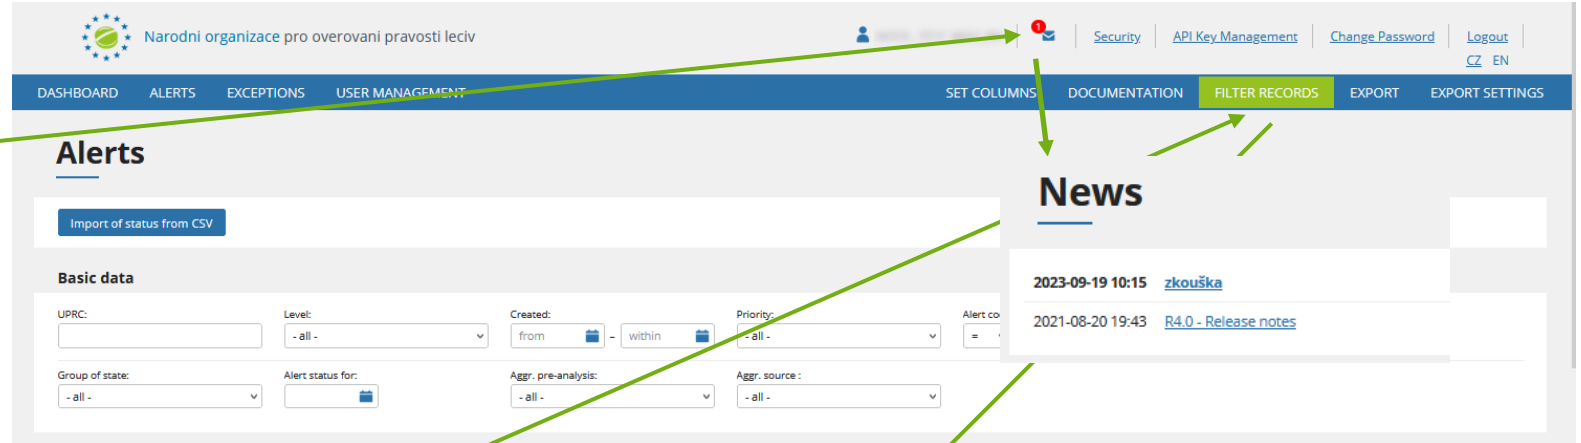 Narodni organizace pro overovani pravosti leciv
1
Security API Key Management Change Password Logout
CZ EN
DASHBOARD ALERTS EXCEPTIONS USER MANAGEMENT SET COLUMNS DOCUMENTATION FILTER RECORDS EXPORT EXPORT SETTINGS
Alerts
Import of status from CSV
News
2023-09-19 10:15 zkouška
2021-08-20 19:43 R4.0 - Release notes
Basic data
UPRC: Level: Created: Priority: Alert
- all - from – within - all - =
Group of state: Alert status for: Aggr. pre-analysis: Aggr. source :
- all - - all - - all -